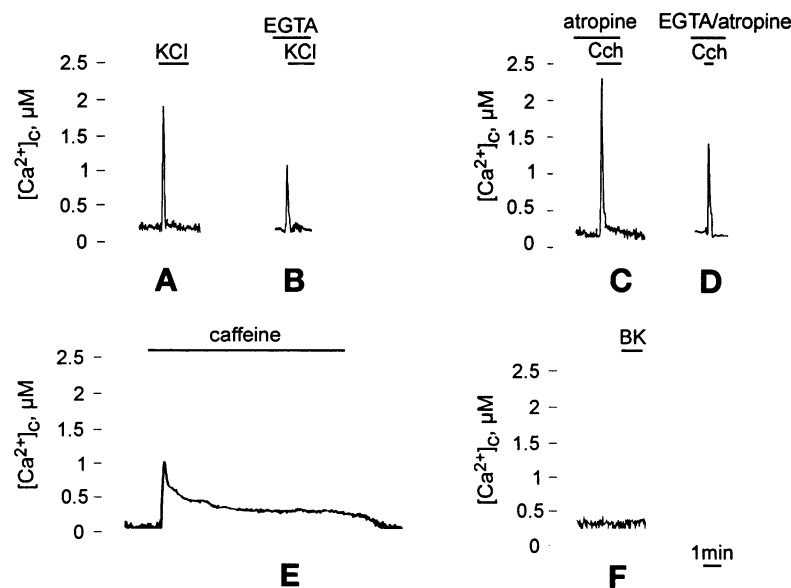 EGTA
KCl KCl
2.5
2
1.5
1
0.5
0
[Ca²⁺]c, μM
A B
atropine EGTA/atropine
Cch Cch
2.5
2
1.5
1
0.5
0
[Ca²⁺]c, μM
C D
caffeine
2.5
2
1.5
1
0.5
0
[Ca²⁺]c, μM
E
BK
2.5
2
1.5
1
0.5
0
[Ca²⁺]c, μM
1min
F